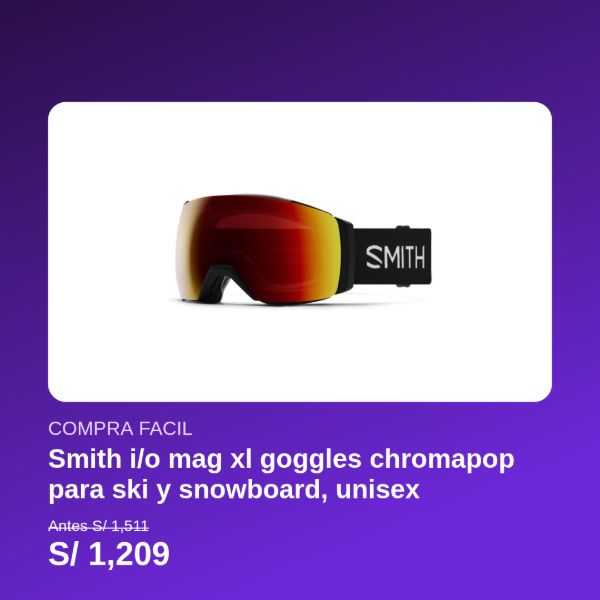 SMITH
COMPRA FACIL
Smith i/o mag xl goggles chromapop
para ski y snowboard, unisex
Antes S/ 1,511
S/ 1,209